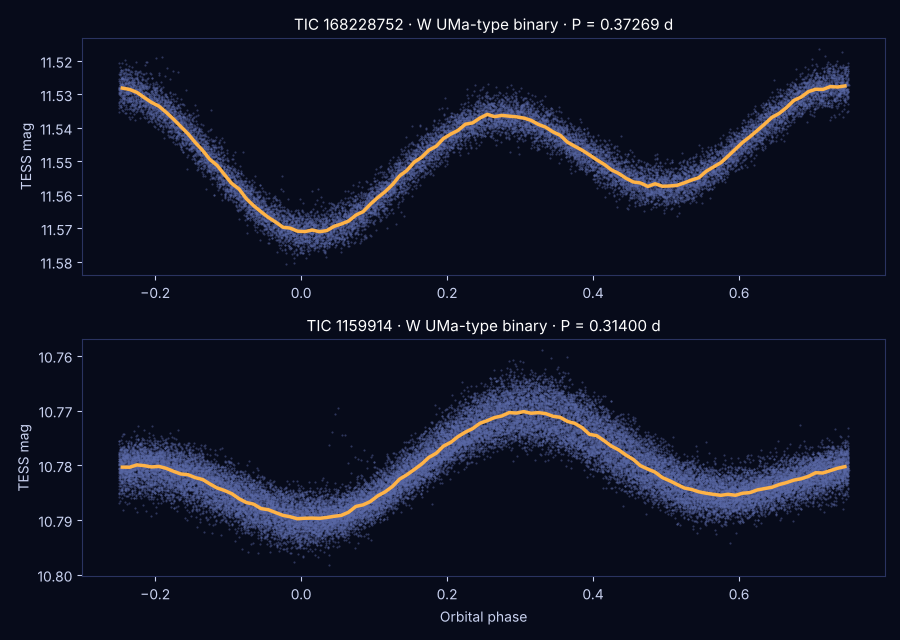 TIC 168228752 · W UMa-type binary · P = 0.37269 d
11.52
11.53
11.54
11.55
11.56
11.57
11.58
TESS mag
−0.2 0.0 0.2 0.4 0.6
TIC 1159914 · W UMa-type binary · P = 0.31400 d
10.76
10.77
10.78
10.79
10.80
TESS mag
−0.2 0.0 0.2 0.4 0.6
Orbital phase